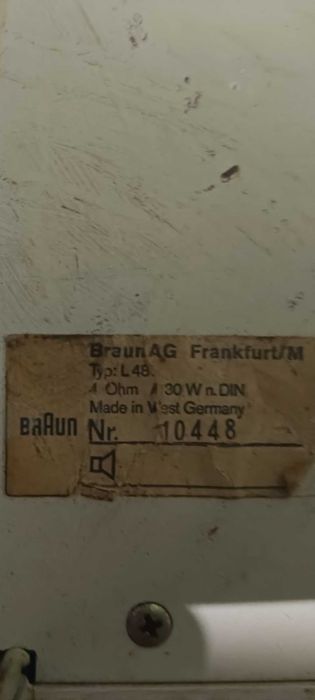 Braun AG Frankfurt/M
Typ: L 48
4 Ohm / 30 W n. DIN
Made in West Germany
BRAUN Nr. 10448